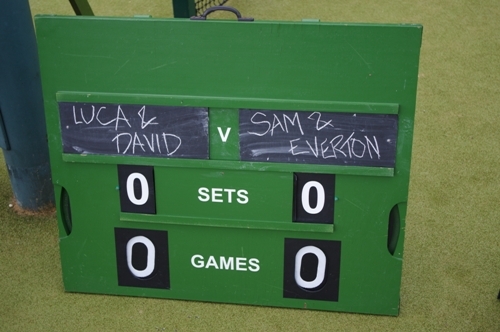 LUCA &
DAVID
V
SAM &
EVERTON
0 SETS 0
0 GAMES 0